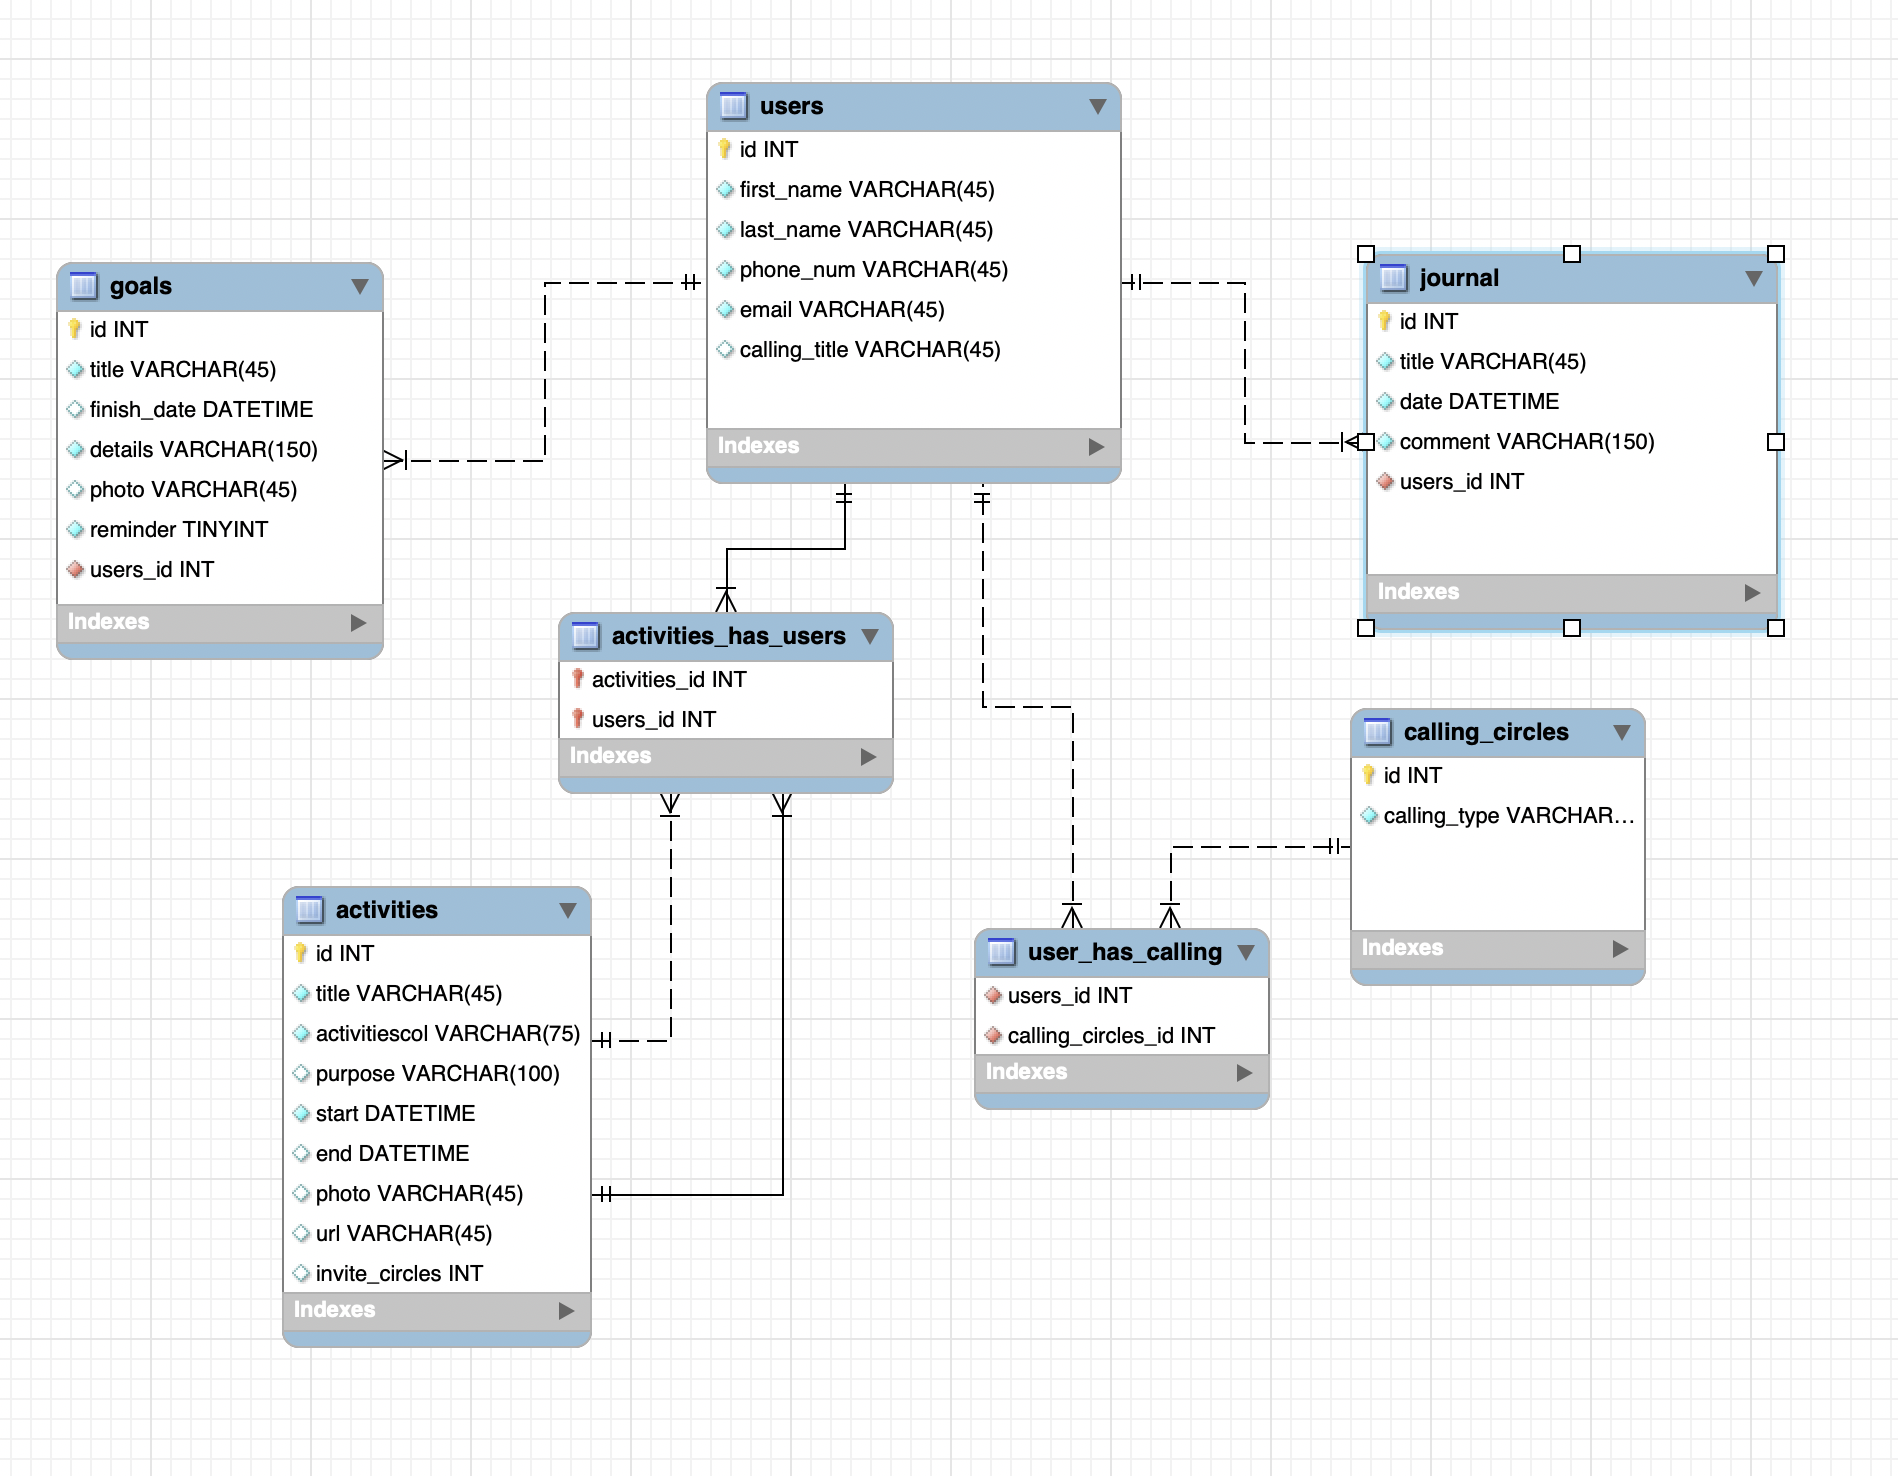 users
id INT
first_name VARCHAR(45)
last_name VARCHAR(45)
phone_num VARCHAR(45)
email VARCHAR(45)
calling_title VARCHAR(45)
Indexes
goals
id INT
title VARCHAR(45)
finish_date DATETIME
details VARCHAR(150)
photo VARCHAR(45)
reminder TINYINT
users_id INT
Indexes
journal
id INT
title VARCHAR(45)
date DATETIME
comment VARCHAR(150)
users_id INT
Indexes
activities_has_users
activities_id INT
users_id INT
Indexes
calling_circles
id INT
calling_type VARCHAR...
Indexes
activities
id INT
title VARCHAR(45)
activitiescol VARCHAR(75)
purpose VARCHAR(100)
start DATETIME
end DATETIME
photo VARCHAR(45)
url VARCHAR(45)
invite_circles INT
Indexes
user_has_calling
users_id INT
calling_circles_id INT
Indexes